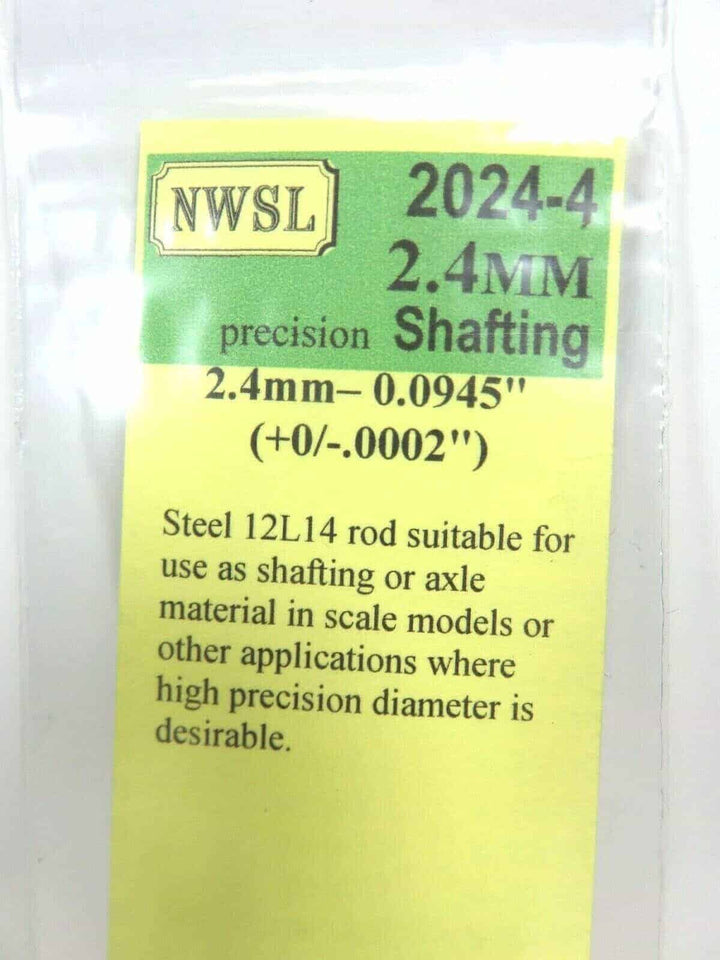 NWSL
2024-4
2.4MM
precision Shafting
2.4mm– 0.0945"
(+0/-.0002")
Steel 12L14 rod suitable for
use as shafting or axle
material in scale models or
other applications where
high precision diameter is
desirable.